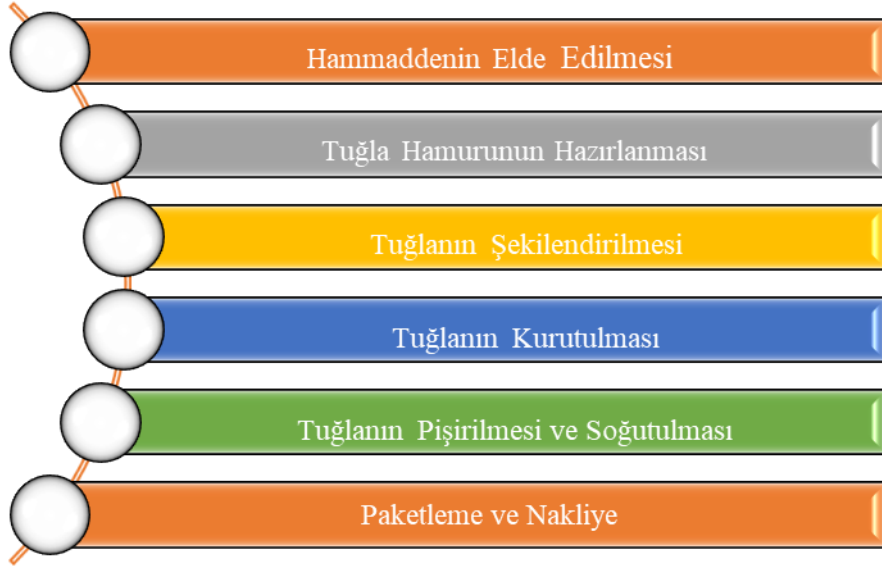 Hammaddenin Elde Edilmesi
Tuğla Hamurunun Hazırlanması
Tuğlanın Şekilendirilmesi
Tuğlanın Kurutulması
Tuğlanın Pişirilmesi ve Soğutulması
Paketleme ve Nakliye